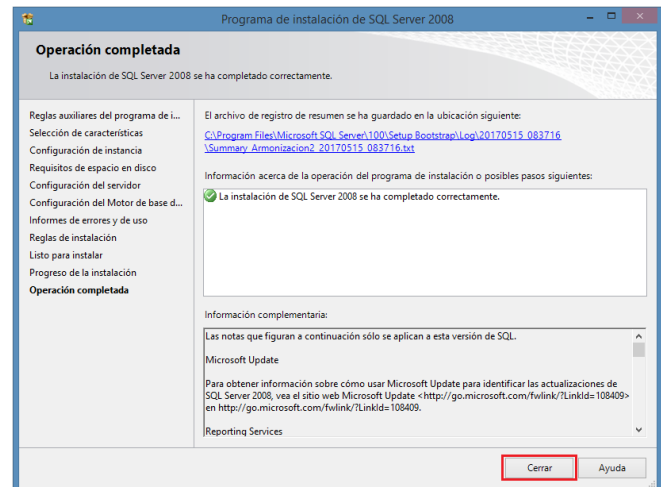 Programa de instalación de SQL Server 2008
Operación completada
La instalación de SQL Server 2008 se ha completado correctamente.
Reglas auxiliares del programa de i...
Selección de características
Configuración de instancia
Requisitos de espacio en disco
Configuración del servidor
Configuración del Motor de base d...
Informes de errores y de uso
Reglas de instalación
Listo para instalar
Progreso de la instalación
Operación completada
El archivo de registro de resumen se ha guardado en la ubicación siguiente:
C:\Program Files\Microsoft SQL Server\100\Setup Bootstrap\Log\20170515_083716
\Summary_Armonizacion2_20170515_083716.txt
Información acerca de la operación del programa de instalación o posibles pasos siguientes:
La instalación de SQL Server 2008 se ha completado correctamente.
Información complementaria:
Las notas que figuran a continuación sólo se aplican a esta versión de SQL.
Microsoft Update
Para obtener información sobre cómo usar Microsoft Update para identificar las actualizaciones de
SQL Server 2008, vea el sitio web Microsoft Update <http://go.microsoft.com/fwlink/?LinkId=108409>
en http://go.microsoft.com/fwlink/?LinkId=108409.
Reporting Services
Cerrar
Ayuda